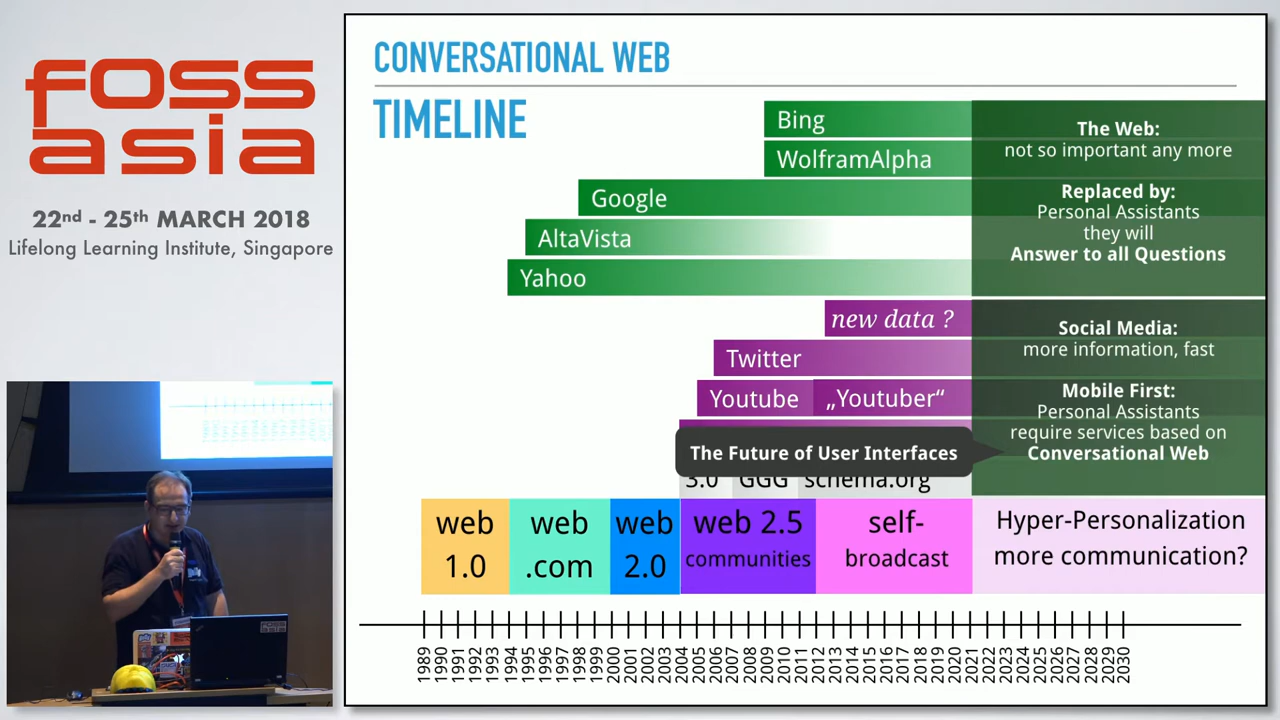 foss
asia
22nd - 25th MARCH 2018
Lifelong Learning Institute, Singapore
CONVERSATIONAL WEB
TIMELINE
Bing
WolframAlpha
Google
AltaVista
Yahoo
new data ?
Twitter
Youtube
„Youtuber“
The Web:
not so important any more
Replaced by:
Personal Assistants
they will
Answer to all Questions
Social Media:
more information, fast
Mobile First:
Personal Assistants
require services based on
Conversational Web
The Future of User Interfaces
3.0 GGG schema.org
web
1.0
web
.com
web
2.0
web 2.5
communities
self-
broadcast
Hyper-Personalization
more communication?
1989 1990 1991 1992 1993 1994 1995 1996 1997 1998 1999 2000 2001 2002 2003 2004 2005 2006 2007 2008 2009 2010 2011 2012 2013 2014 2015 2016 2017 2018 2019 2020 2021 2022 2023 2024 2025 2026 2027 2028 2029 2030